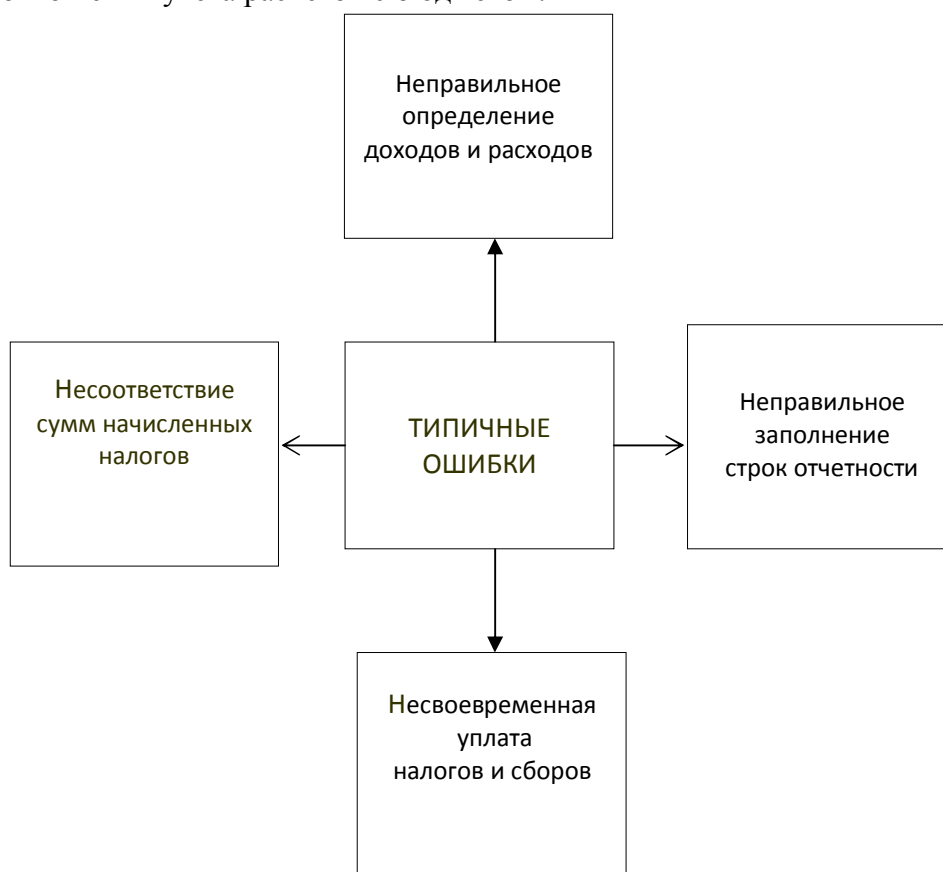 Неправильное
определение
доходов и расходов
Несоответствие
сумм начисленных
налогов
ТИПИЧНЫЕ
ОШИБКИ
Неправильное
заполнение
строк отчетности
Несвоевременная
уплата
налогов и сборов